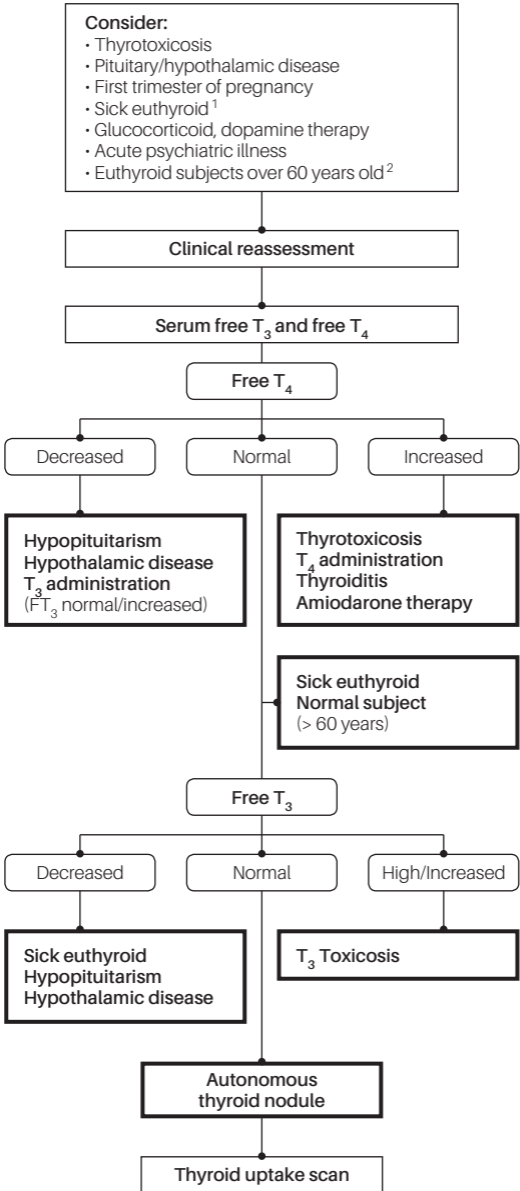 Consider:
• Thyrotoxicosis
• Pituitary/hypothalamic disease
• First trimester of pregnancy
• Sick euthyroid ¹
• Glucocorticoid, dopamine therapy
• Acute psychiatric illness
• Euthyroid subjects over 60 years old ²
Clinical reassessment
Serum free T₃ and free T₄
Free T₄
Decreased
Normal
Increased
Hypopituitarism
Hypothalamic disease
T₃ administration
(FT₃ normal/increased)
Thyrotoxicosis
T₄ administration
Thyroiditis
Amiodarone therapy
Sick euthyroid
Normal subject
(> 60 years)
Free T₃
Decreased
Normal
High/Increased
Sick euthyroid
Hypopituitarism
Hypothalamic disease
T₃ Toxicosis
Autonomous
thyroid nodule
Thyroid uptake scan